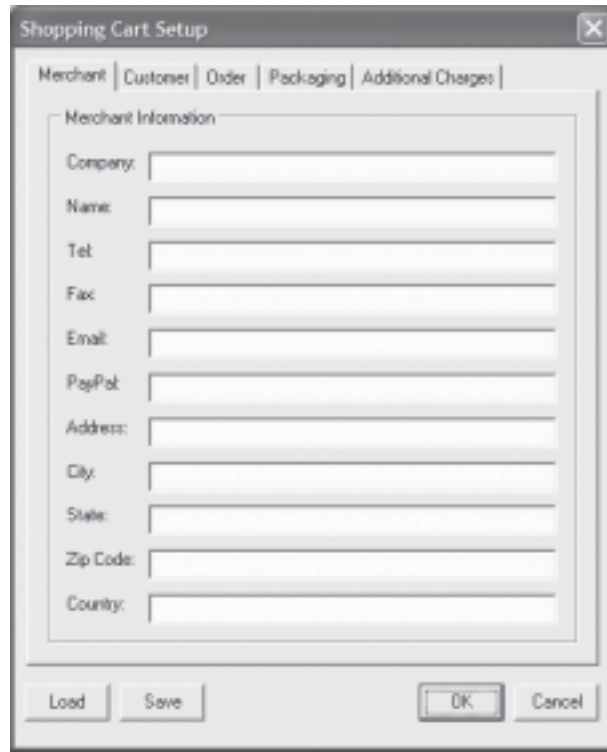 Shopping Cart Setup
Merchant Customer Order Packaging Additional Charges
Merchant Information
Company:
Name:
Tel:
Fax:
Email:
PayPal:
Address:
City:
State:
Zip Code:
Country:
Load Save OK Cancel